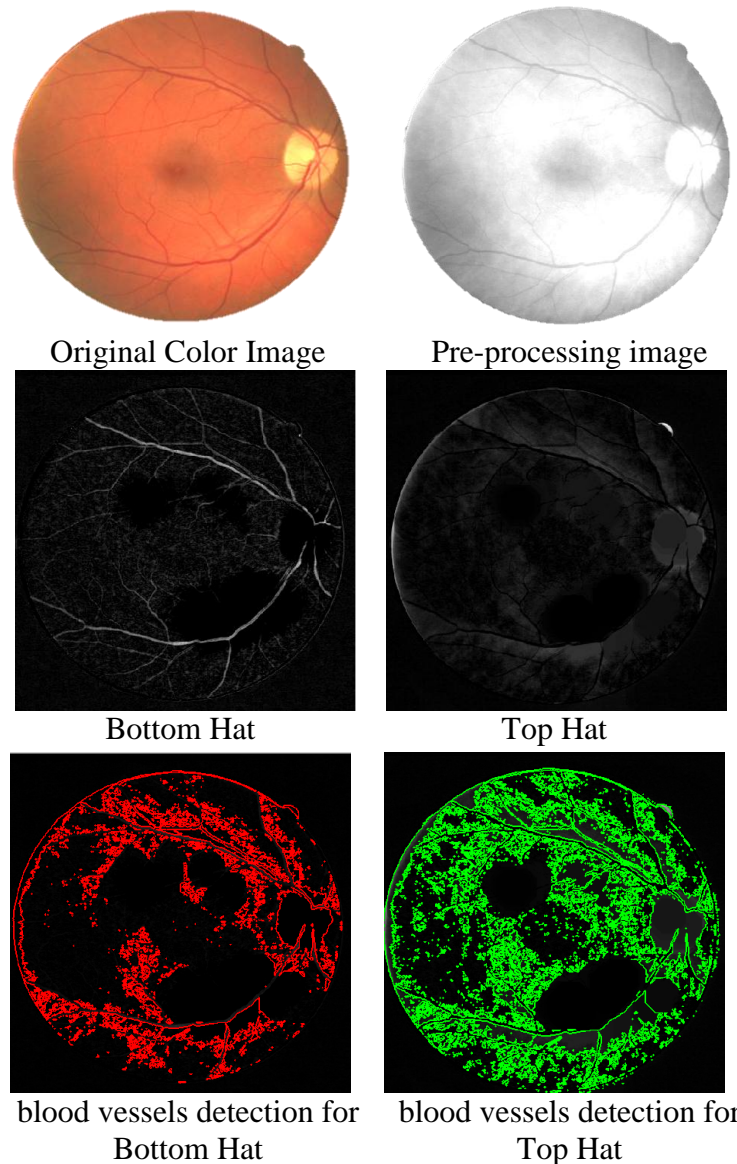 Original Color Image
Pre-processing image
Bottom Hat
Top Hat
blood vessels detection for
Bottom Hat
blood vessels detection for
Top Hat